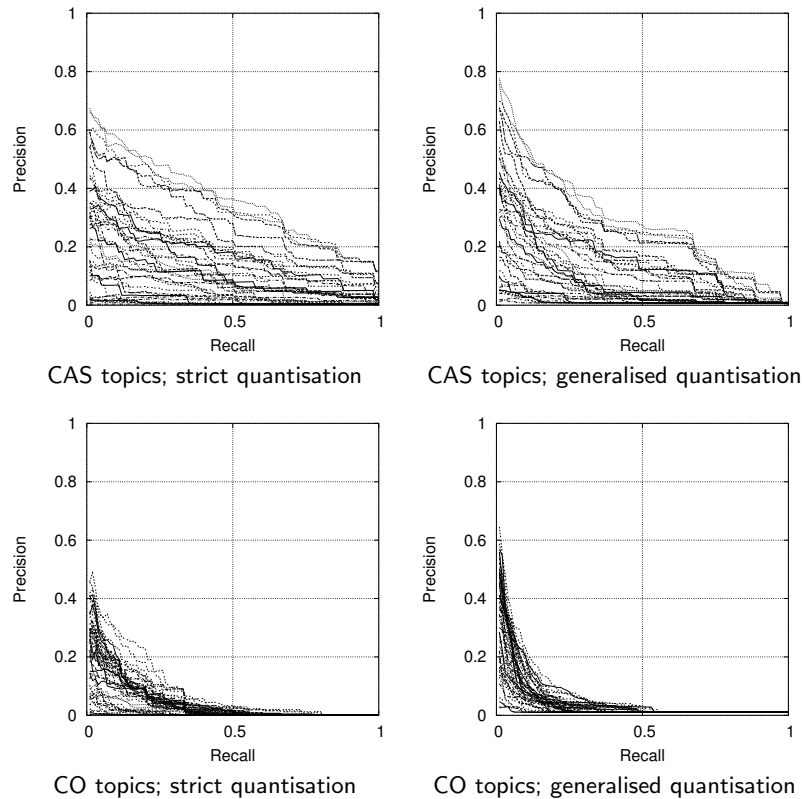 1
0.8
0.6
0.4
0.2
0
0 0.5 1
Precision
Recall
CAS topics; strict quantisation
1
0.8
0.6
0.4
0.2
0
0 0.5 1
Precision
Recall
CAS topics; generalised quantisation
1
0.8
0.6
0.4
0.2
0
0 0.5 1
Precision
Recall
CO topics; strict quantisation
1
0.8
0.6
0.4
0.2
0
0 0.5 1
Precision
Recall
CO topics; generalised quantisation